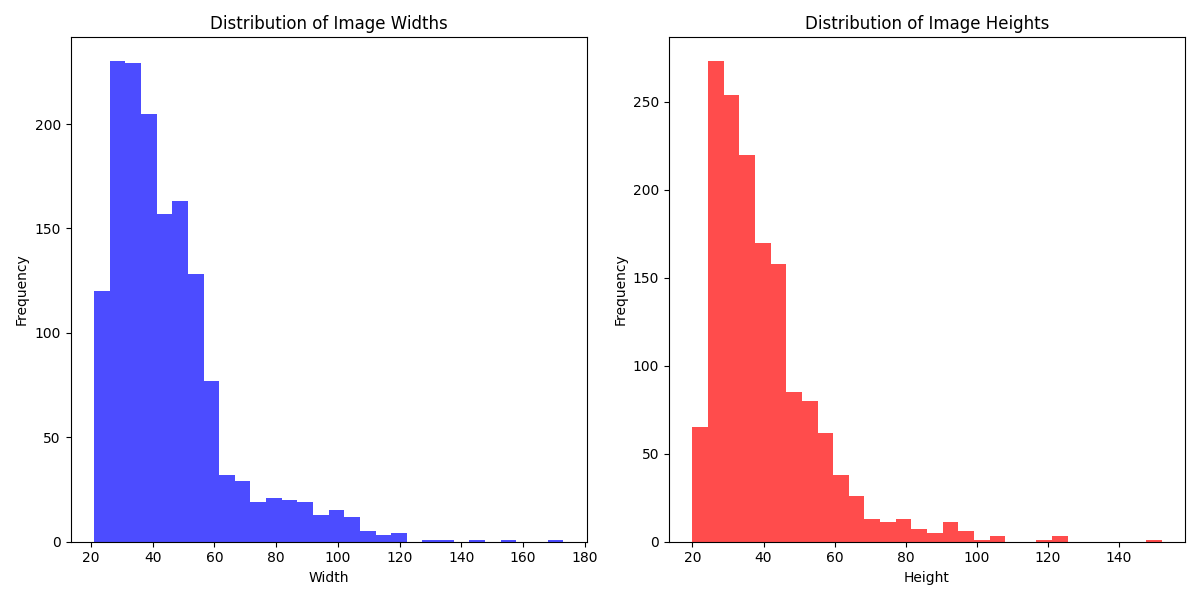 Distribution of Image Widths
Frequency
200
150
100
50
0
20 40 60 80 100 120 140 160 180
Width
Distribution of Image Heights
Frequency
250
200
150
100
50
0
20 40 60 80 100 120 140
Height